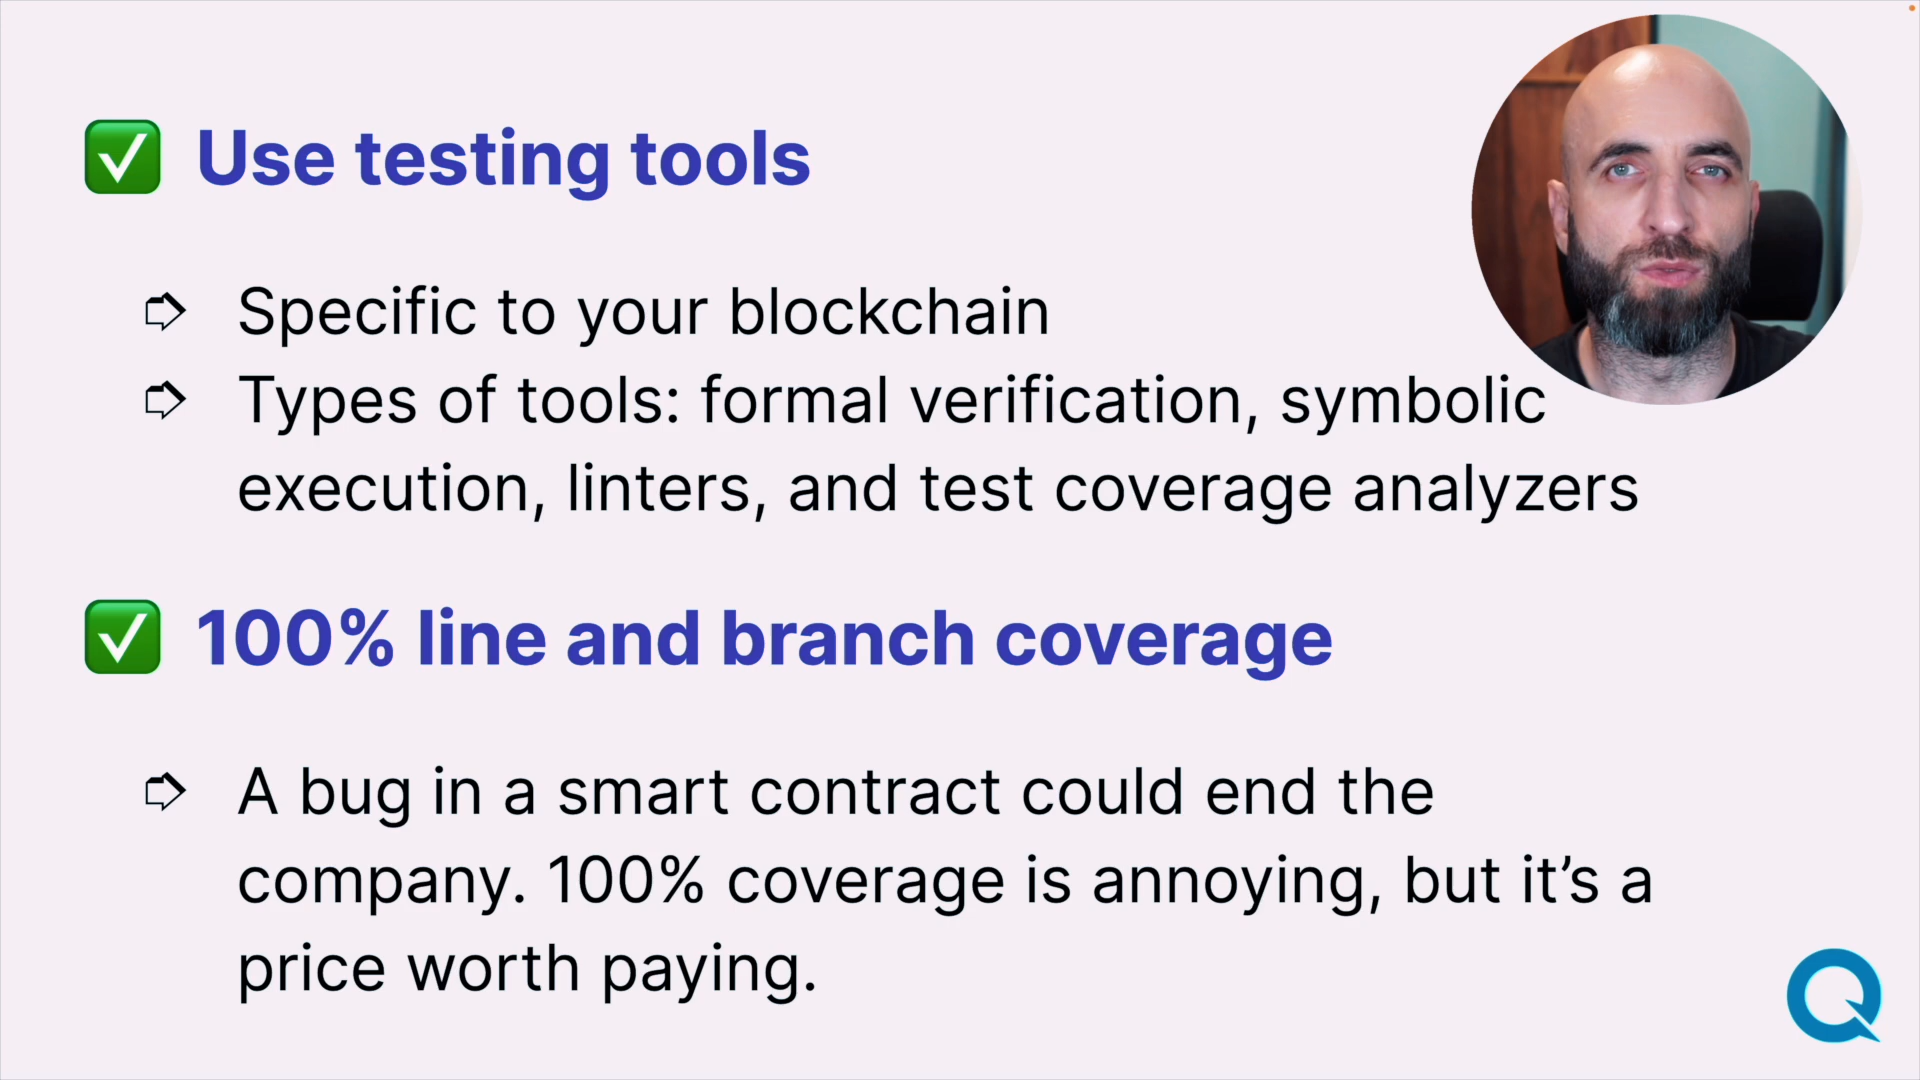 ✅ Use testing tools
➪ Specific to your blockchain
➪ Types of tools: formal verification, symbolic
execution, linters, and test coverage analyzers
✅ 100% line and branch coverage
➪ A bug in a smart contract could end the
company. 100% coverage is annoying, but it’s a
price worth paying.